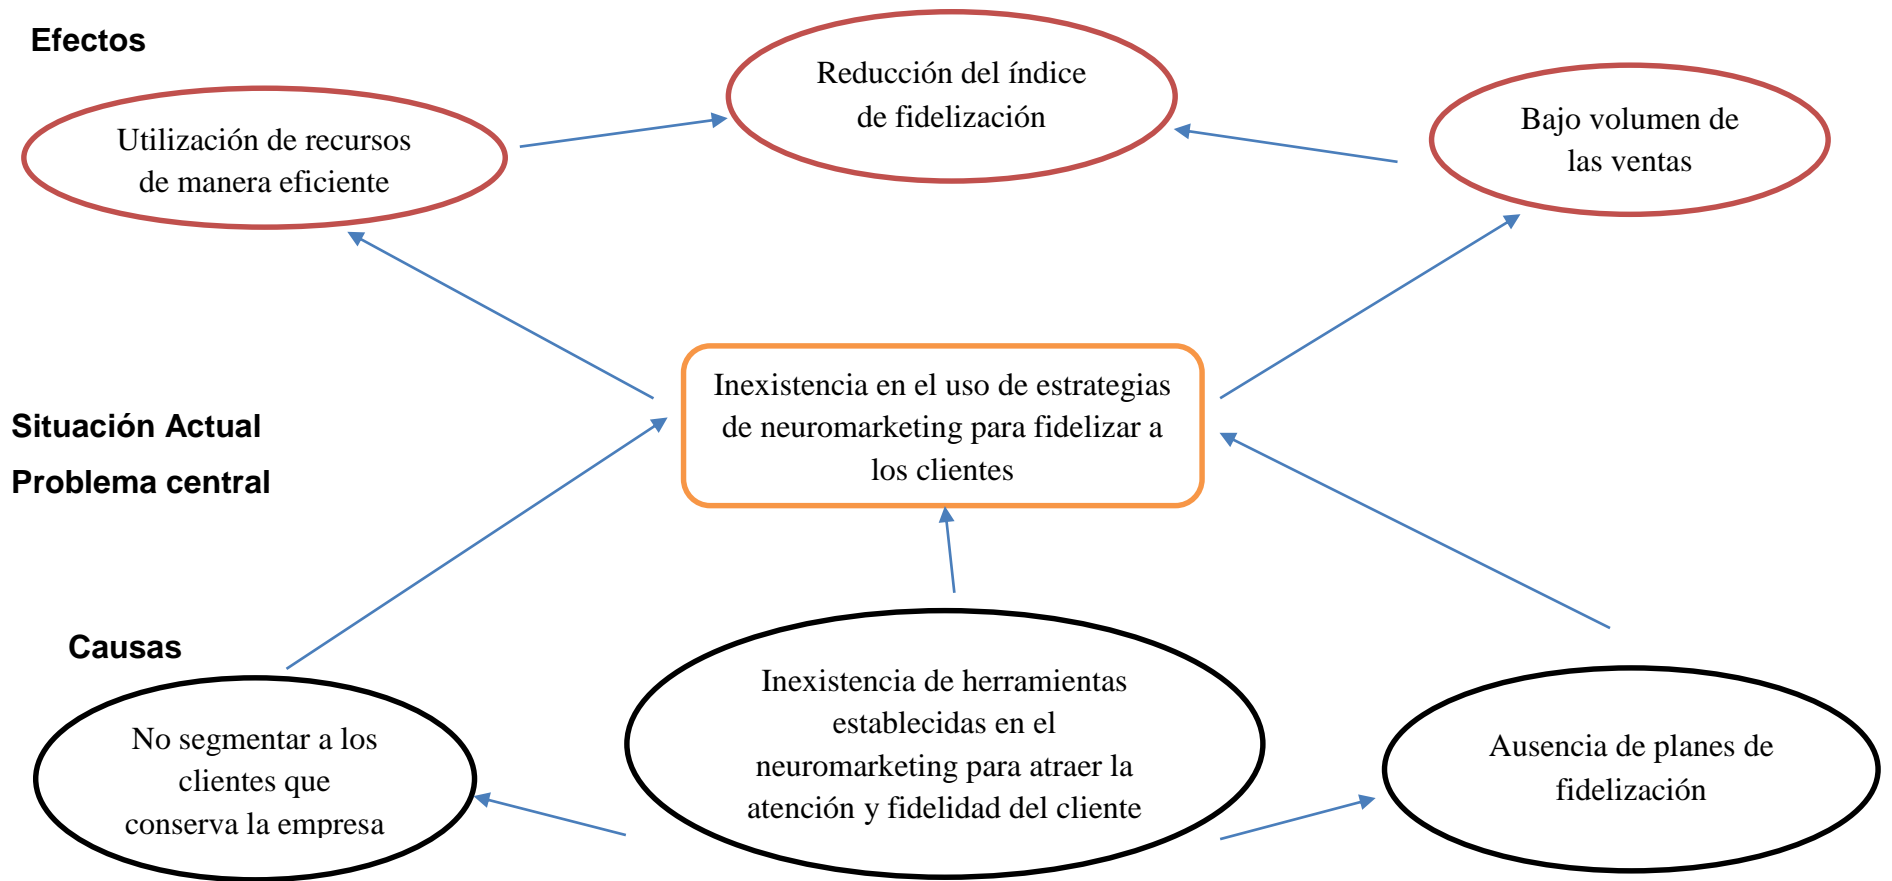 Efectos
Reducción del índice
de fidelización
Utilización de recursos
de manera eficiente
Bajo volumen de
las ventas
Inexistencia en el uso de estrategias
de neuromarketing para fidelizar a
los clientes
Situación Actual
Problema central
Causas
No segmentar a los
clientes que
conserva la empresa
Inexistencia de herramientas
establecidas en el
neuromarketing para atraer la
atención y fidelidad del cliente
Ausencia de planes de
fidelización